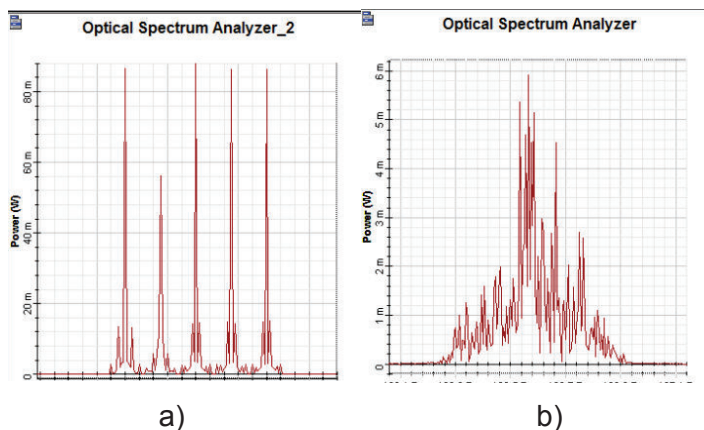 Optical Spectrum Analyzer_2
Power (W)
80 m
60 m
40 m
20 m
0
a)
Optical Spectrum Analyzer
Power (W)
6 m
5 m
4 m
3 m
2 m
1 m
0
b)